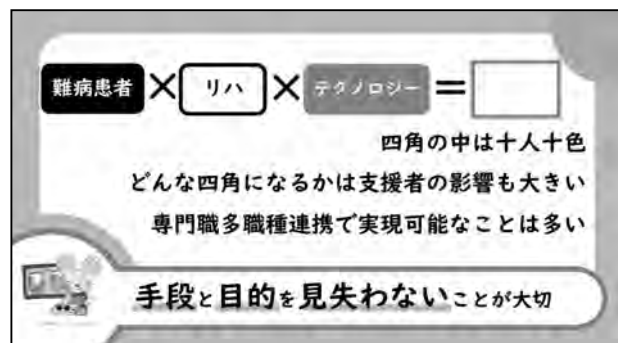 難病患者×リハ×テクノロジー=
四角の中は十人十色
どんな四角になるかは支援者の影響も大きい
専門職多職種連携で実現可能なことは多い
手段と目的を見失わないことが大切